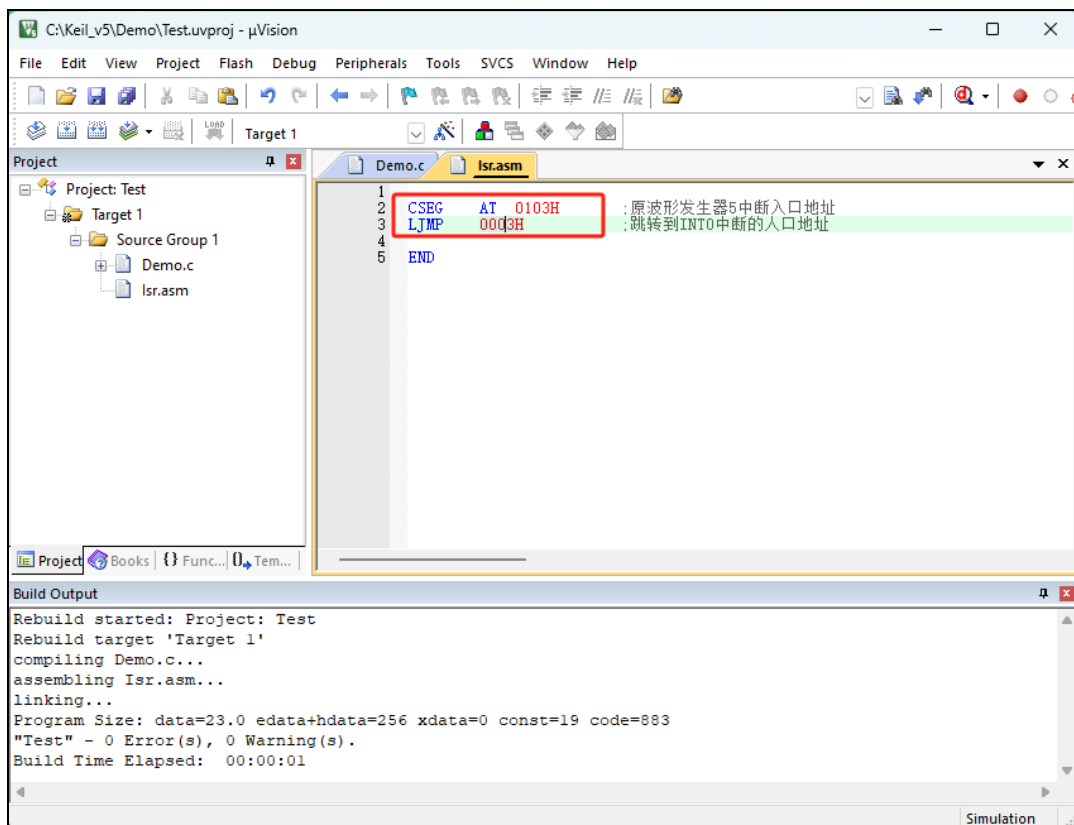 C:\Keil_v5\Demo\Test.uvproj - µVision
File Edit View Project Flash Debug Peripherals Tools SVCS Window Help
LOAD Target 1
Project
Demo.c Isr.asm
Project: Test
Target 1
Source Group 1
Demo.c
Isr.asm
1
2 CSEG AT 0103H ;原波形发生器5中断入口地址
3 LJMP 0003H ;跳转到INT0中断的入口地址
4
5 END
Project Books {} Func... 0 Tem...
Build Output
Rebuild started: Project: Test
Rebuild target 'Target 1'
compiling Demo.c...
assembling Isr.asm...
linking...
Program Size: data=23.0 edata+hdata=256 xdata=0 const=19 code=883
"Test" - 0 Error(s), 0 Warning(s).
Build Time Elapsed: 00:00:01
Simulation